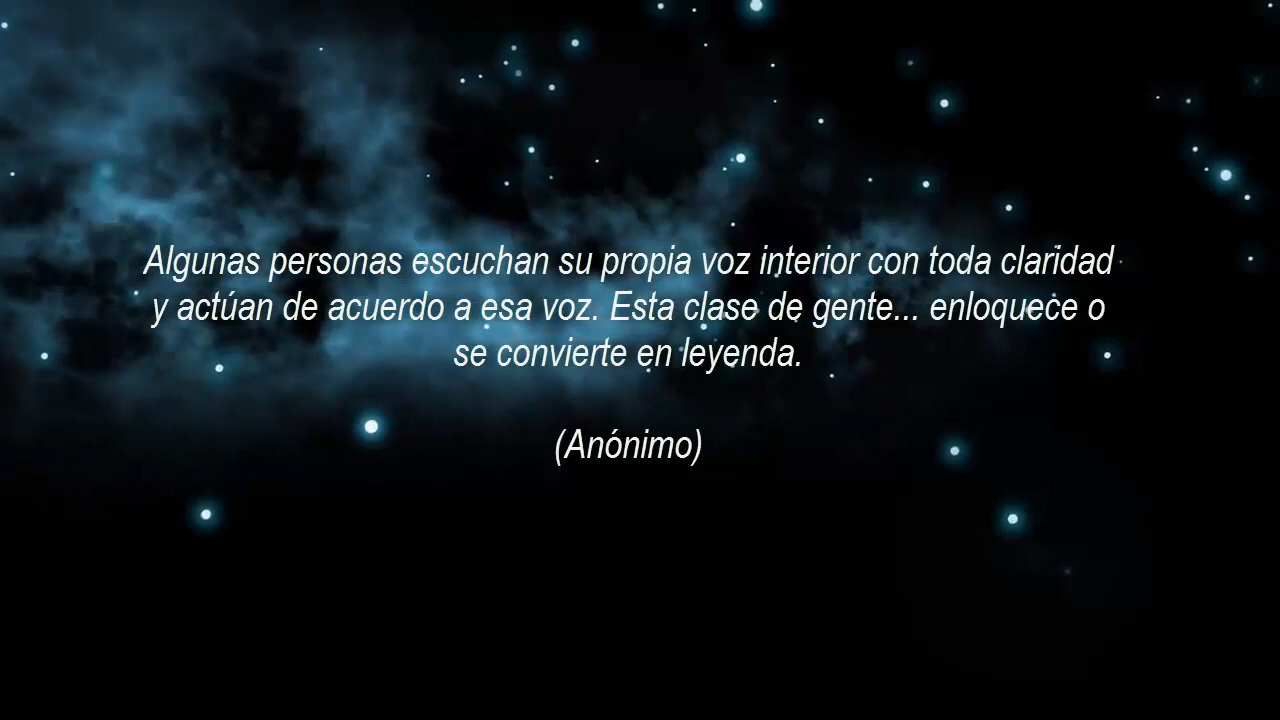 Algunas personas escuchan su propia voz interior con toda claridad
y actúan de acuerdo a esa voz. Esta clase de gente... enloquece o
se convierte en leyenda.
(Anónimo)